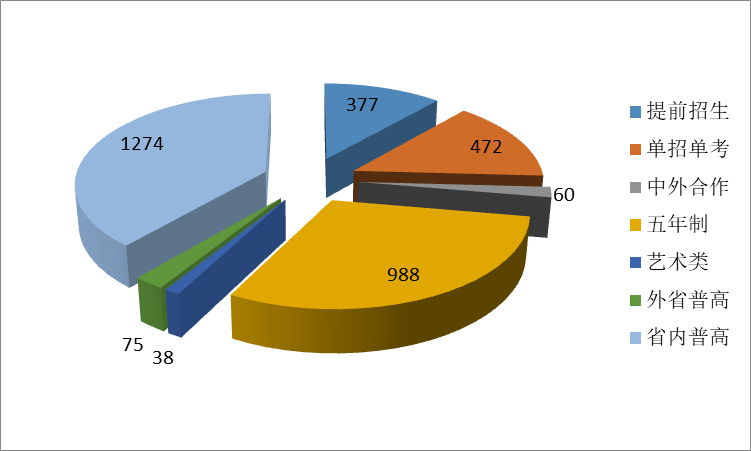 377
472
60
988
38
75
1274
提前招生
单招单考
中外合作
五年制
艺术类
外省普高
省内普高